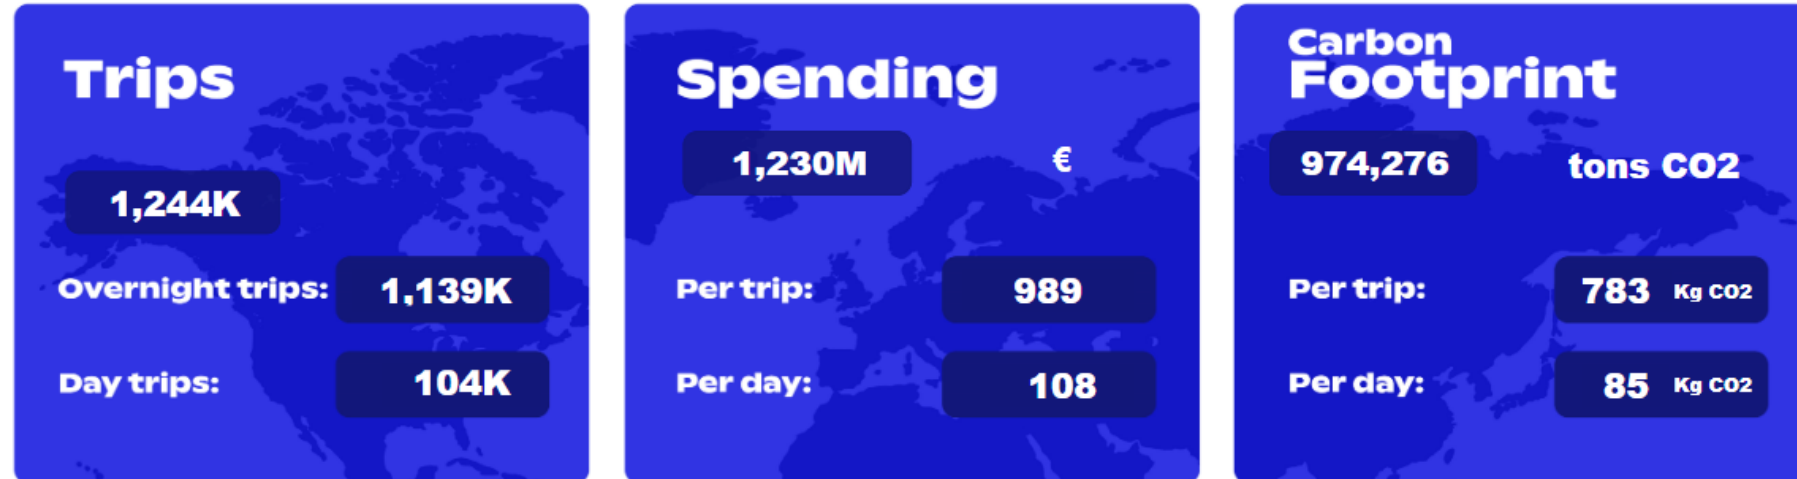 Trips
1,244K
Overnight trips: 1,139K
Day trips: 104K
Spending
1,230M €
Per trip: 989
Per day: 108
Carbon
Footprint
974,276 tons CO2
Per trip: 783 Kg CO2
Per day: 85 Kg CO2